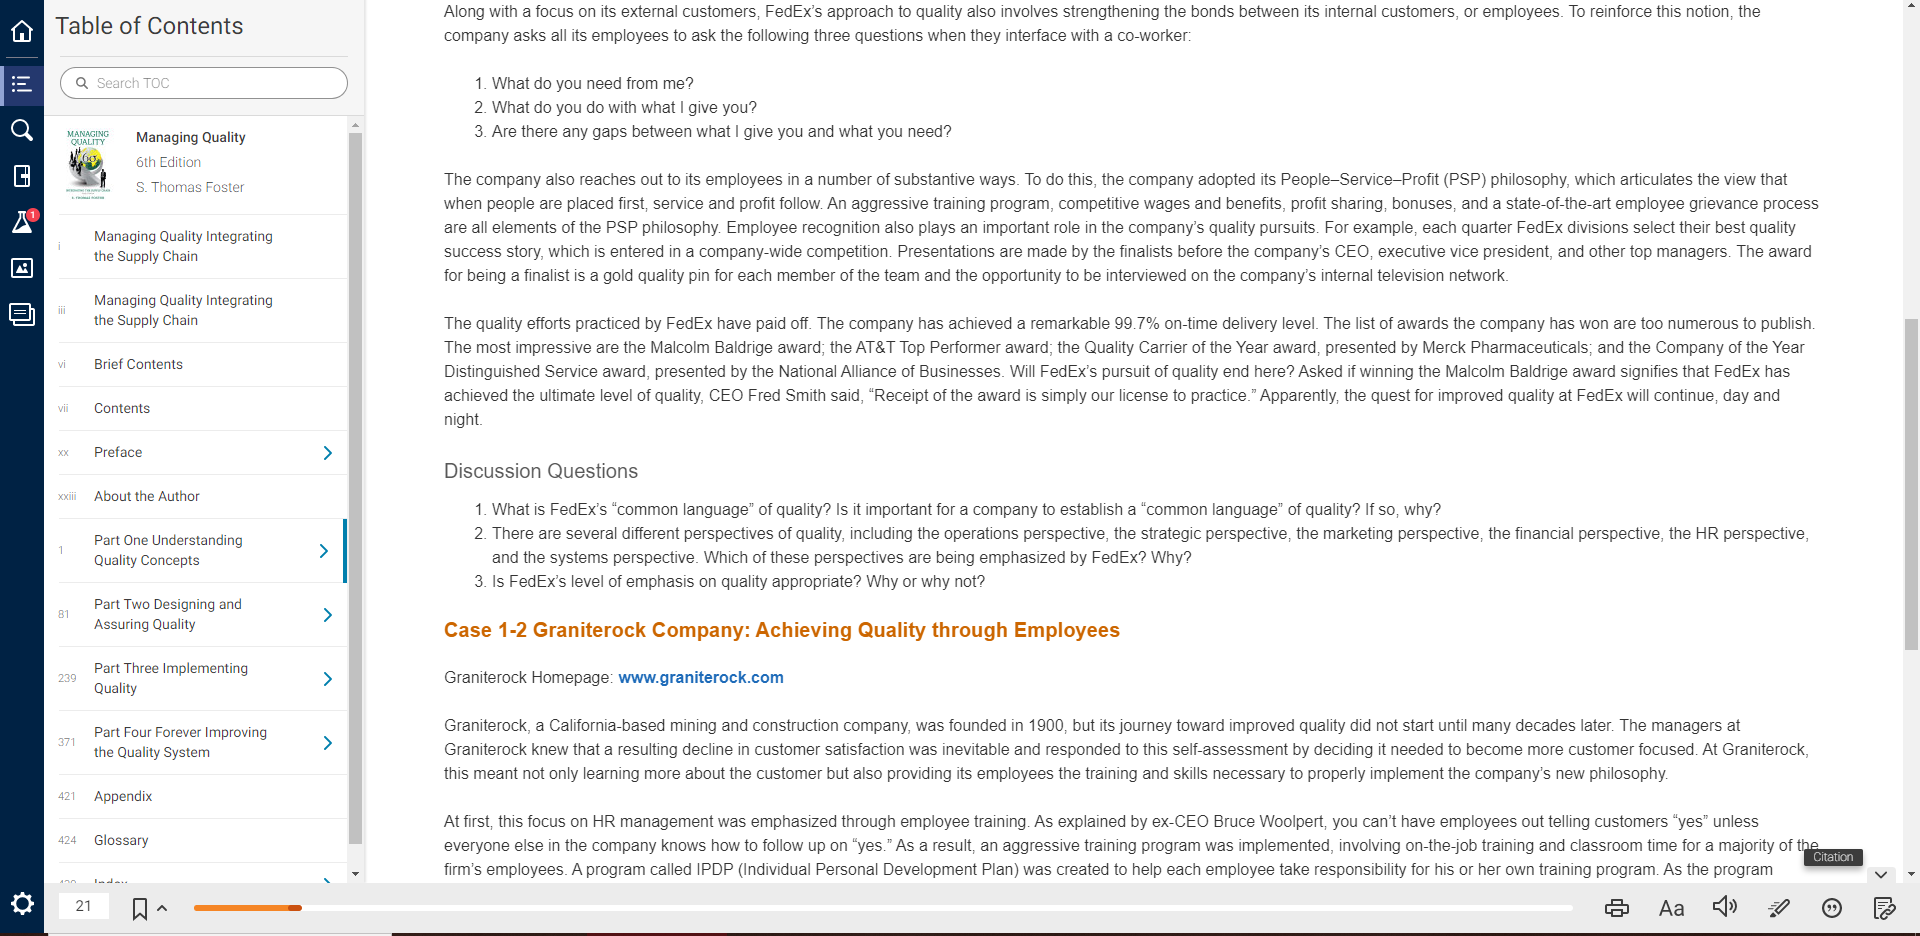 Table of Contents
Search TOC
MANAGING
QUALITY
Managing Quality
6th Edition
S. Thomas Foster
1
i
Managing Quality Integrating
the Supply Chain
iii
Managing Quality Integrating
the Supply Chain
vi
Brief Contents
vii
Contents
xx
Preface
xxiii
About the Author
1
Part One Understanding
Quality Concepts
81
Part Two Designing and
Assuring Quality
239
Part Three Implementing
Quality
371
Part Four Forever Improving
the Quality System
421
Appendix
424
Glossary
Index
Along with a focus on its external customers, FedEx’s approach to quality also involves strengthening the bonds between its internal customers, or employees. To reinforce this notion, the
company asks all its employees to ask the following three questions when they interface with a co-worker:
1. What do you need from me?
2. What do you do with what I give you?
3. Are there any gaps between what I give you and what you need?
The company also reaches out to its employees in a number of substantive ways. To do this, the company adopted its People–Service–Profit (PSP) philosophy, which articulates the view that
when people are placed first, service and profit follow. An aggressive training program, competitive wages and benefits, profit sharing, bonuses, and a state-of-the-art employee grievance process
are all elements of the PSP philosophy. Employee recognition also plays an important role in the company’s quality pursuits. For example, each quarter FedEx divisions select their best quality
success story, which is entered in a company-wide competition. Presentations are made by the finalists before the company’s CEO, executive vice president, and other top managers. The award
for being a finalist is a gold quality pin for each member of the team and the opportunity to be interviewed on the company’s internal television network.
The quality efforts practiced by FedEx have paid off. The company has achieved a remarkable 99.7% on-time delivery level. The list of awards the company has won are too numerous to publish.
The most impressive are the Malcolm Baldrige award; the AT&T Top Performer award; the Quality Carrier of the Year award, presented by Merck Pharmaceuticals; and the Company of the Year
Distinguished Service award, presented by the National Alliance of Businesses. Will FedEx’s pursuit of quality end here? Asked if winning the Malcolm Baldrige award signifies that FedEx has
achieved the ultimate level of quality, CEO Fred Smith said, “Receipt of the award is simply our license to practice.” Apparently, the quest for improved quality at FedEx will continue, day and
night.
Discussion Questions
1. What is FedEx’s “common language” of quality? Is it important for a company to establish a “common language” of quality? If so, why?
2. There are several different perspectives of quality, including the operations perspective, the strategic perspective, the marketing perspective, the financial perspective, the HR perspective,
and the systems perspective. Which of these perspectives are being emphasized by FedEx? Why?
3. Is FedEx’s level of emphasis on quality appropriate? Why or why not?
Case 1-2 Graniterock Company: Achieving Quality through Employees
Graniterock Homepage: www.graniterock.com
Graniterock, a California-based mining and construction company, was founded in 1900, but its journey toward improved quality did not start until many decades later. The managers at
Graniterock knew that a resulting decline in customer satisfaction was inevitable and responded to this self-assessment by deciding it needed to become more customer focused. At Graniterock,
this meant not only learning more about the customer but also providing its employees the training and skills necessary to properly implement the company’s new philosophy.
At first, this focus on HR management was emphasized through employee training. As explained by ex-CEO Bruce Woolpert, you can’t have employees out telling customers “yes” unless
everyone else in the company knows how to follow up on “yes.” As a result, an aggressive training program was implemented, involving on-the-job training and classroom time for a majority of the
firm’s employees. A program called IPDP (Individual Personal Development Plan) was created to help each employee take responsibility for his or her own training program. As the program
Citation
21
Aa